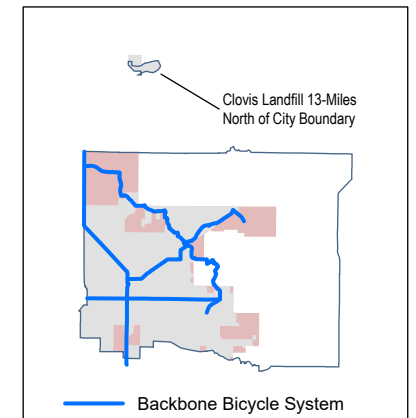 Clovis Landfill 13-Miles
North of City Boundary
Backbone Bicycle System